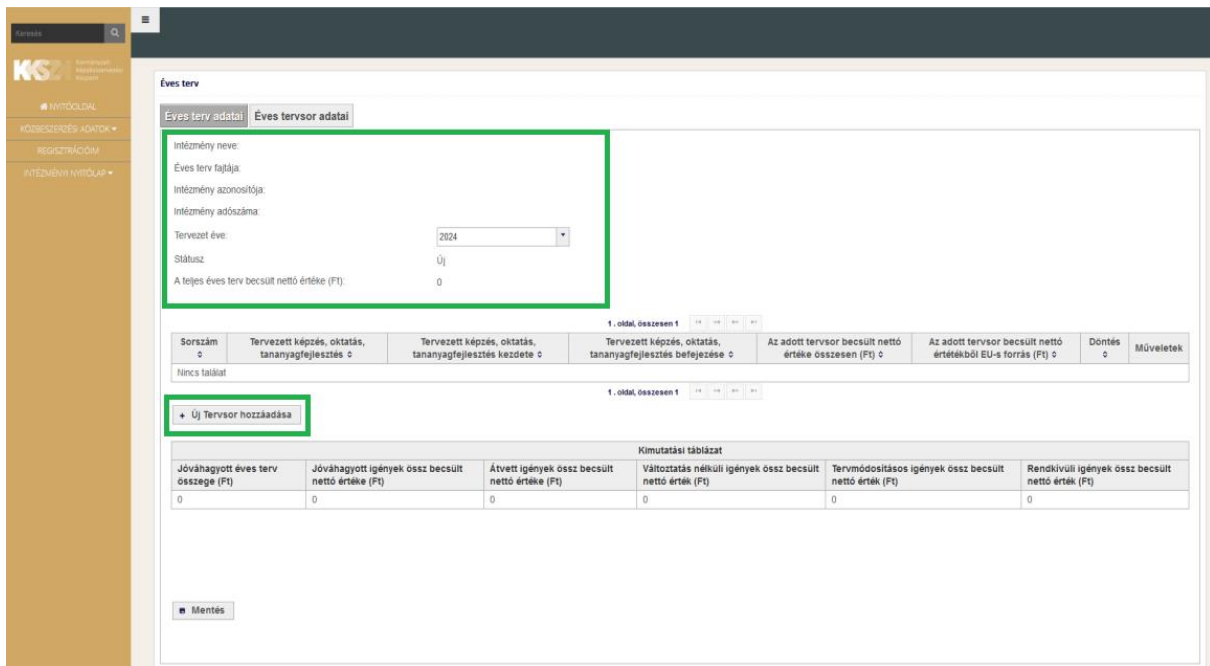 Keresés
KKSZ
NYITÓOLDAL
KÖZBESZERZÉSI ADATOK
REGISZTRÁCIÓIM
INTÉZMÉNYI NYITÓLAP
Éves terv
Éves terv adatai Éves tervsor adatai
Intézmény neve:
Éves terv fajtája:
Intézmény azonosítója:
Intézmény adószáma:
Tervezet éve: 2024
Státusz Új
A teljes éves terv becsült nettó értéke (Ft): 0
1 . oldal, összesen 1
Sorszám Tervezett képzés, oktatás, Tervezett képzés, oktatás, Tervezett képzés, oktatás, Az adott tervsor becsült nettó Az adott tervsor becsült nettó Döntés Műveletek
tananyagfejlesztés tananyagfejlesztés kezdete tananyagfejlesztés befejezése értéke összesen (Ft) értétékből EU-s forrás (Ft)
Nincs találat
1 . oldal, összesen 1
+ Új Tervsor hozzáadása
Kimutatási táblázat
Jóváhagyott éves terv Jóváhagyott igények össz becsült Átvett igények össz becsült Változtatás nélküli igények össz becsült Tervmódosításos igények össz becsült Rendkívüli igények össz becsült
összege (Ft) nettó értéke (Ft) nettó értéke (Ft) nettó érték (Ft) nettó érték (Ft) nettó érték (Ft)
0 0 0 0 0 0
Mentés